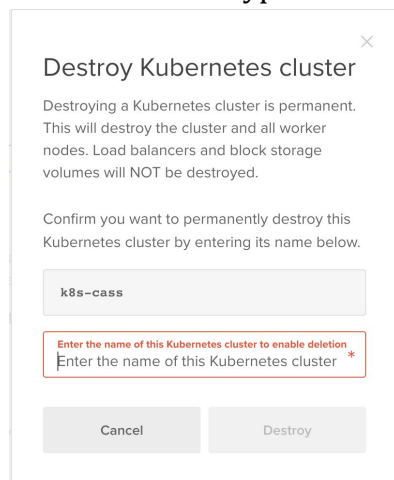 Destroy Kubernetes cluster
Destroying a Kubernetes cluster is permanent.
This will destroy the cluster and all worker
nodes. Load balancers and block storage
volumes will NOT be destroyed.
Confirm you want to permanently destroy this
Kubernetes cluster by entering its name below.
k8s-cass
Enter the name of this Kubernetes cluster to enable deletion
Enter the name of this Kubernetes cluster *
Cancel
Destroy